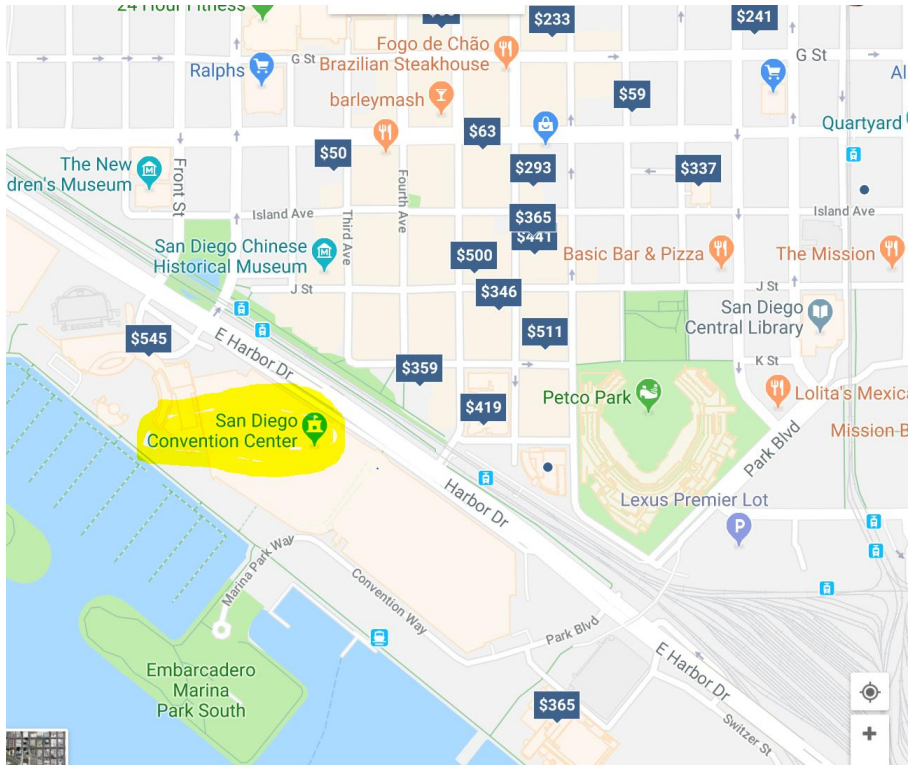 24 Hour Fitness
$233
$241
G St
Fogo de Chão
Brazilian Steakhouse
G St
Ralphs
barleymash
$59
Quartyard
$63
$50
The New
dren's Museum
Front St
Fourth Ave
$293
$337
Island Ave
Third Ave
$365
$441
Island Ave
San Diego Chinese
Historical Museum
$500
Basic Bar & Pizza
The Mission
J St
$346
J St
San Diego
Central Library
$545
E Harbor Dr
$511
K St
$359
Petco Park
Lolita's Mexica
San Diego
Convention Center
$419
Mission B
Park Blvd
Harbor Dr
Lexus Premier Lot
P
Marina Park Way
Convention Way
Park Blvd
E Harbor Dr
Embarcadero
Marina
Park South
$365
Switzer St